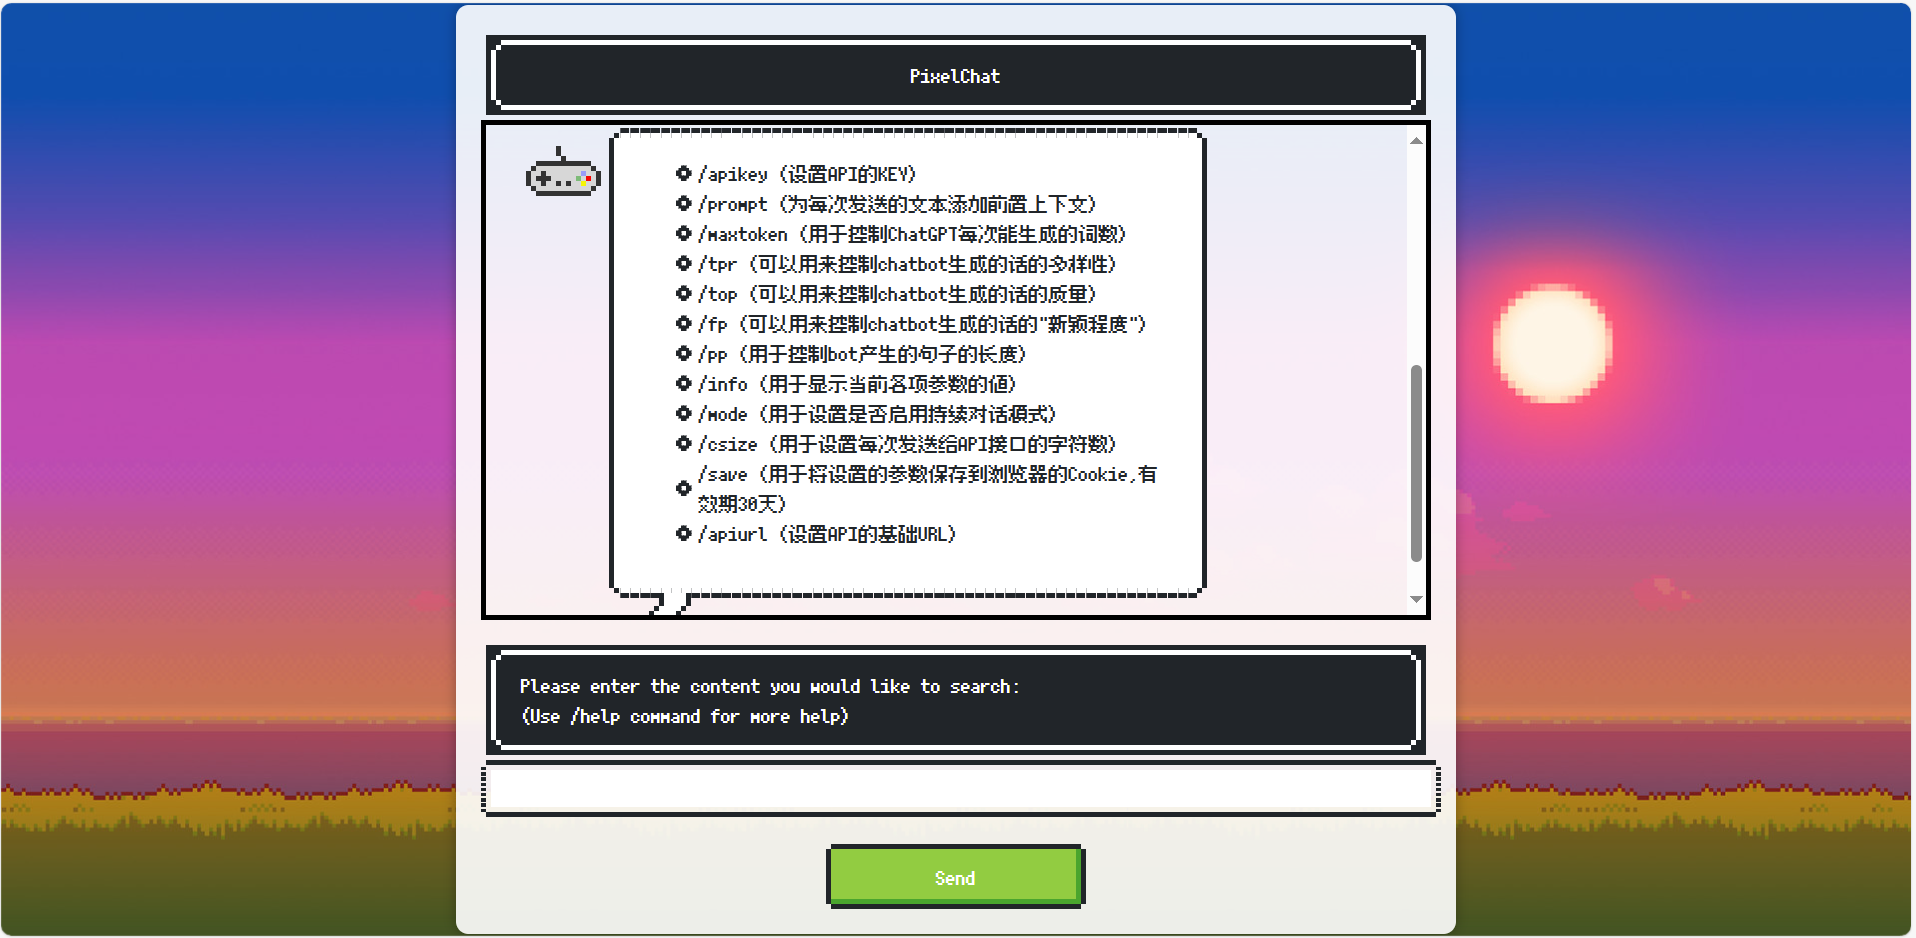 PixelChat
/apikey (设置API的KEY)
/prompt (为每次发送的文本添加前置上下文)
/maxtoken (用于控制ChatGPT每次能生成的词数)
/tpr (可以用来控制chatbot生成的话的多样性)
/top (可以用来控制chatbot生成的话的质量)
/fp (可以用来控制chatbot生成的话的"新颖程度")
/pp (用于控制bot产生的句子的长度)
/info (用于显示当前各项参数的值)
/mode (用于设置是否启用持续对话模式)
/csize (用于设置每次发送给API接口的字符数)
/save (用于将设置的参数保存到浏览器的Cookie,有
效期30天)
/apiurl (设置API的基础URL)
Please enter the content you would like to search:
(Use /help command for more help)
Send